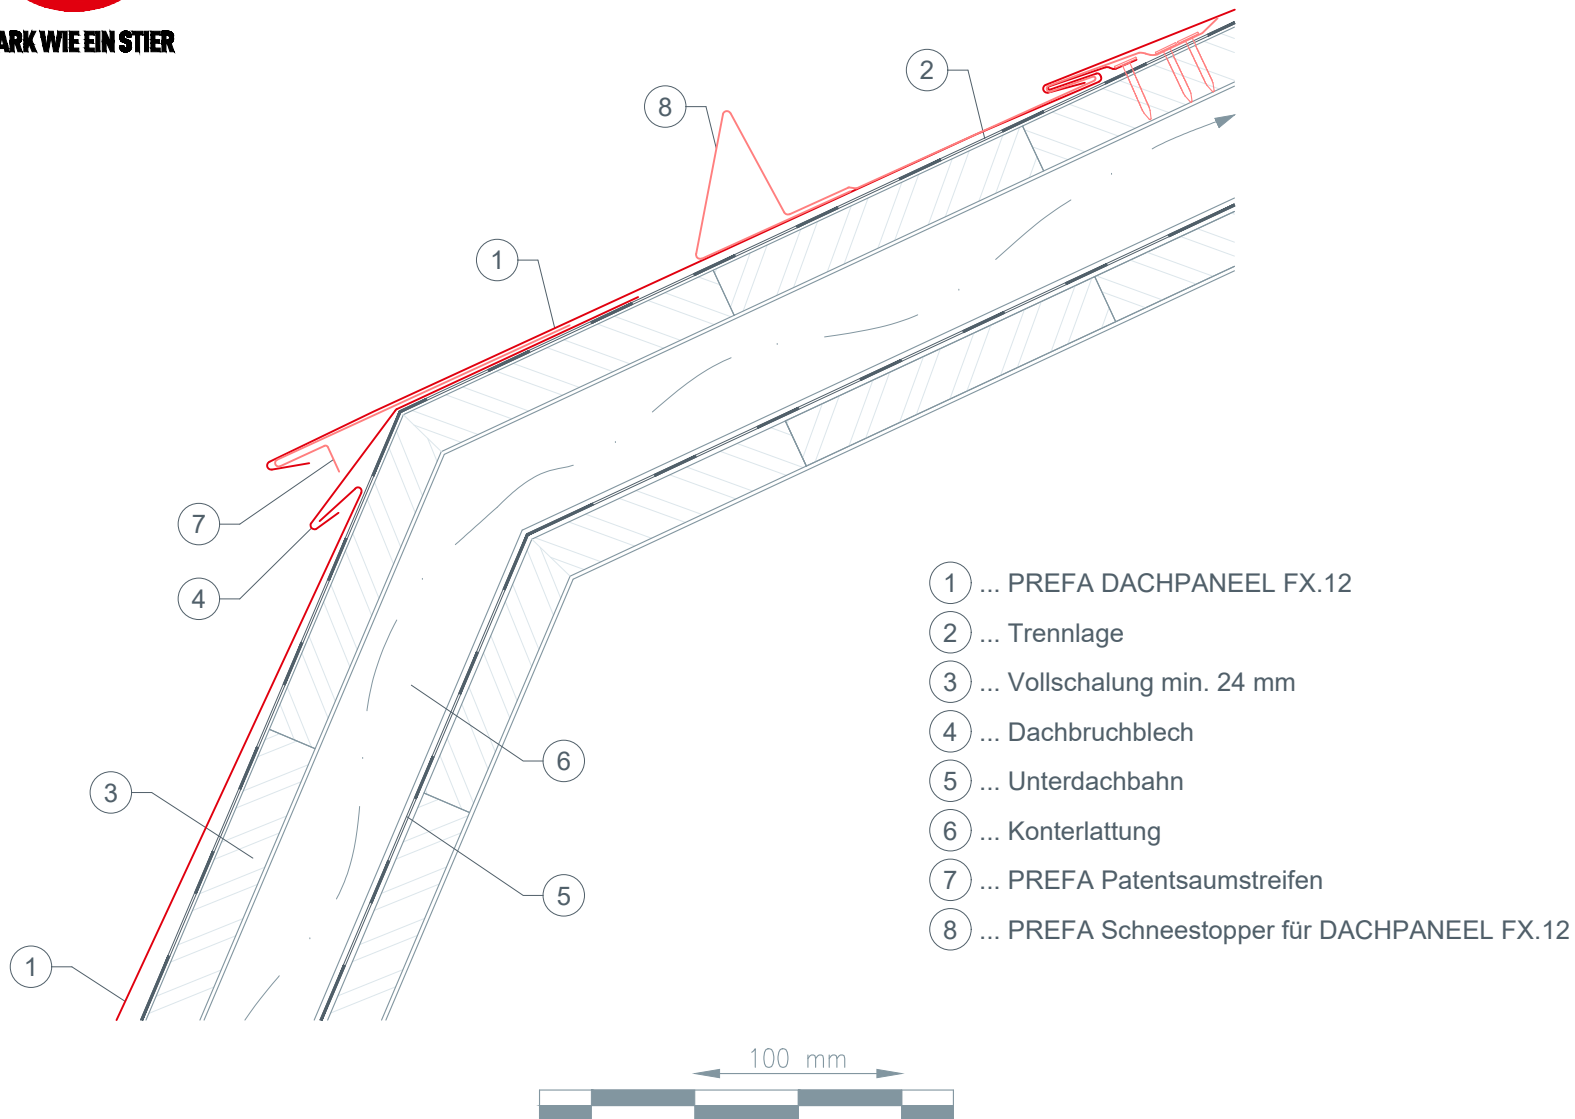 ARK WIE EIN STIER
2
8
1
7
4
3
6
5
1
1 ... PREFA DACHPANEEL FX.12
2 ... Trennlage
3 ... Vollschalung min. 24 mm
4 ... Dachbruchblech
5 ... Unterdachbahn
6 ... Konterlattung
7 ... PREFA Patentsaumstreifen
8 ... PREFA Schneestopper für DACHPANEEL FX.12
100 mm